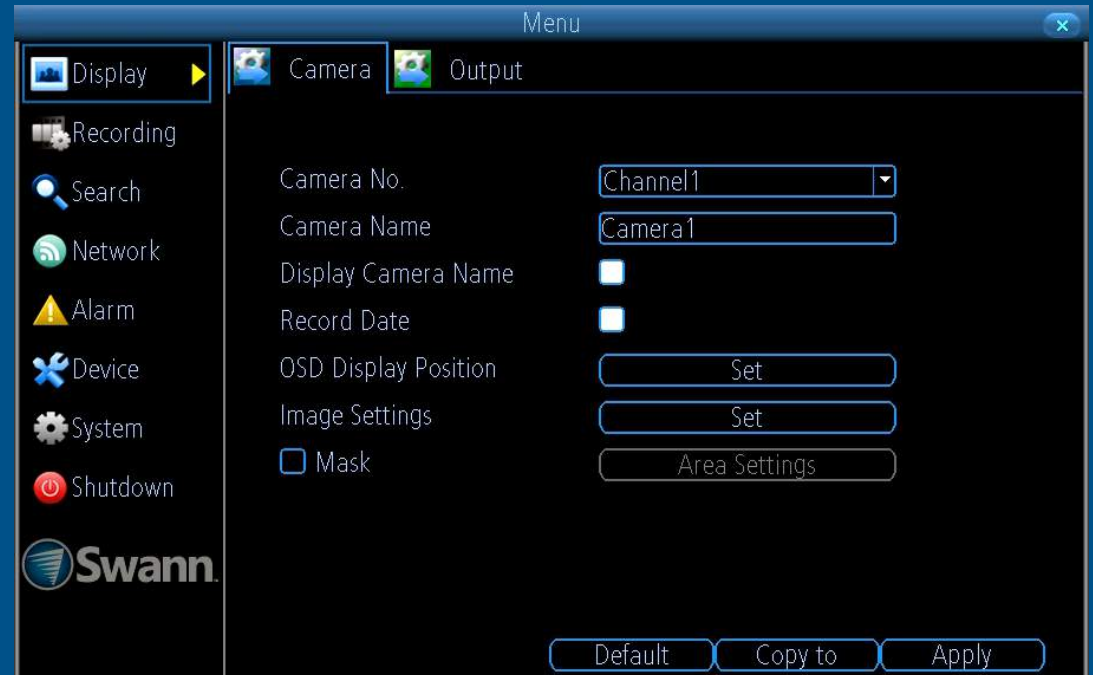 Menu
Display
Recording
Search
Network
Alarm
Device
System
Shutdown
Swann
Camera Output
Camera No. Channel1
Camera Name Camera1
Display Camera Name
Record Date
OSD Display Position Set
Image Settings Set
Mask Area Settings
Default Copy to Apply